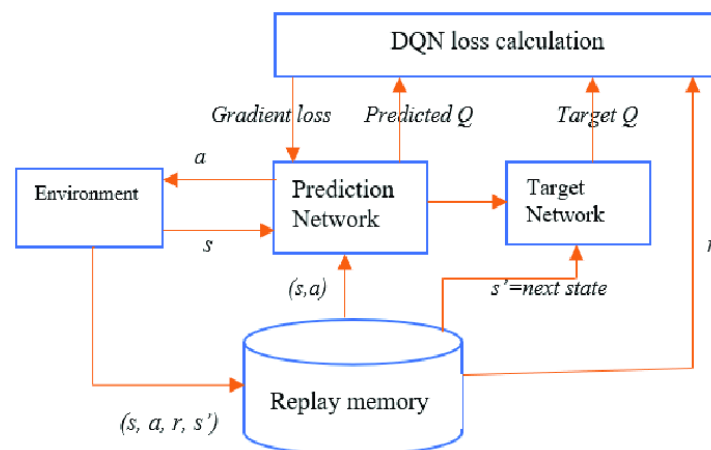 DQN loss calculation
Gradient loss
Predicted Q
Target Q
a
Environment
Prediction
Network
Target
Network
s
r
(s,a)
s'=next state
Replay memory
(s, a, r, s’)